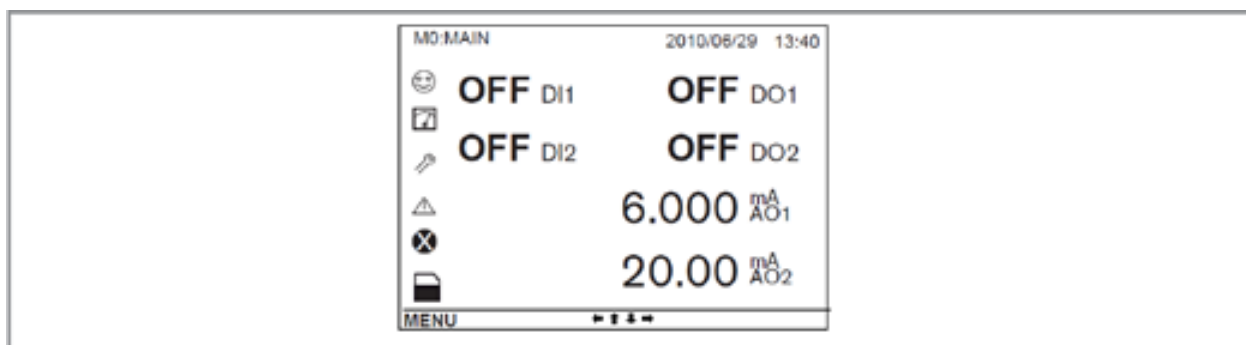 M0:MAIN 2010/06/29 13:40
OFF DI1 OFF DO1
OFF DI2 OFF DO2
6.000 mA AO1
20.00 mA AO2
MENU